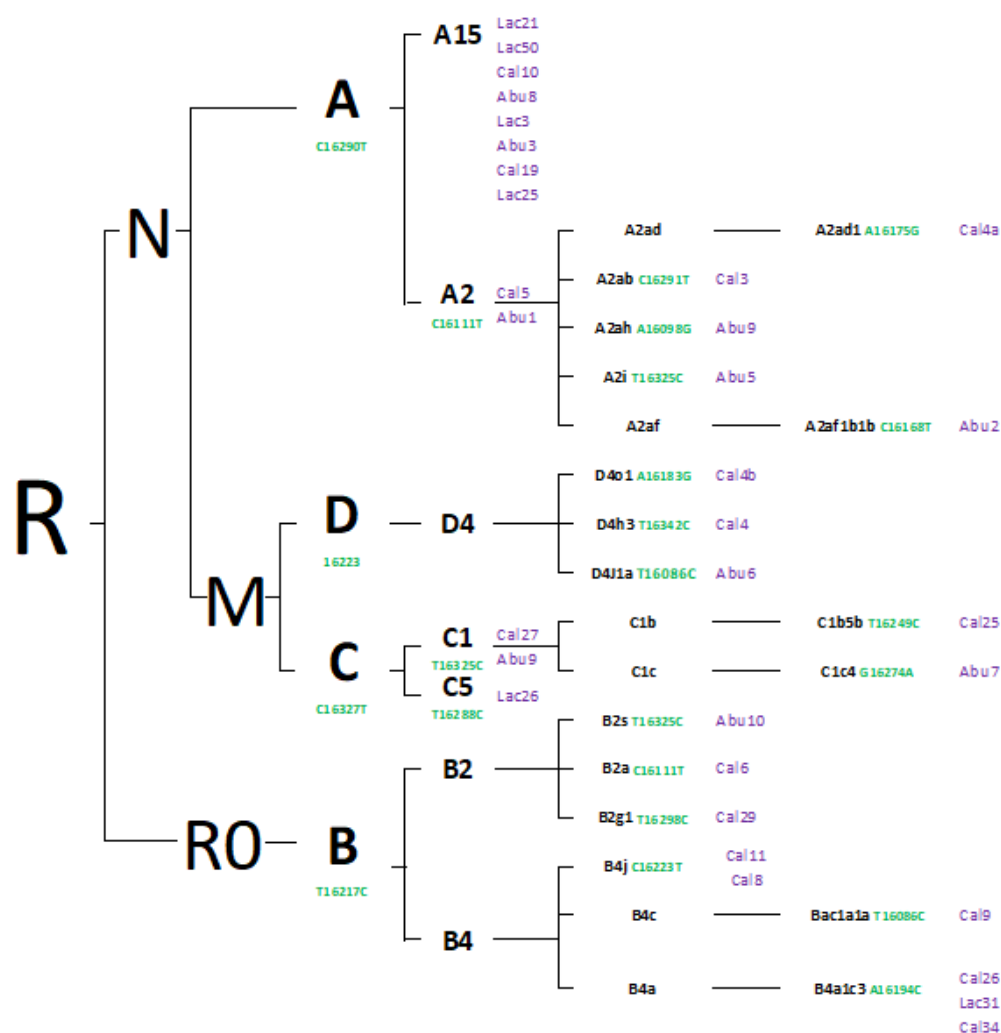 R
N
M
R0
A
C16290T
D
16223
C
C16327T
B
T16217C
A15
Lac21
Lac50
Cal10
Abu8
Lac3
Abu3
Cal19
Lac25
A2
C16111T
Cal5
Abu1
A2ad
A2ad1 A16175G Cal4a
A2ab C16291T Cal3
A2ah A16098G Abu9
A2i T16325C Abu5
A2af
A2af1b1b C16168T Abu2
D4
D4o1 A16183G Cal4b
D4h3 T16342C Cal4
D4J1a T16086C Abu6
C1
T16325C
Cal27
Abu9
C5
T16288C
Lac26
C1b
C1b5b T16249C Cal25
C1c
C1c4 G16274A Abu7
B2
B2s T16325C Abu10
B2a C16111T Cal6
B2g1 T16298C Cal29
B4
B4j C16223T
Cal11
Cal8
B4c
Bac1a1a T16086C Cal9
B4a
B4a1c3 A16194C
Cal26
Lac31
Cal34